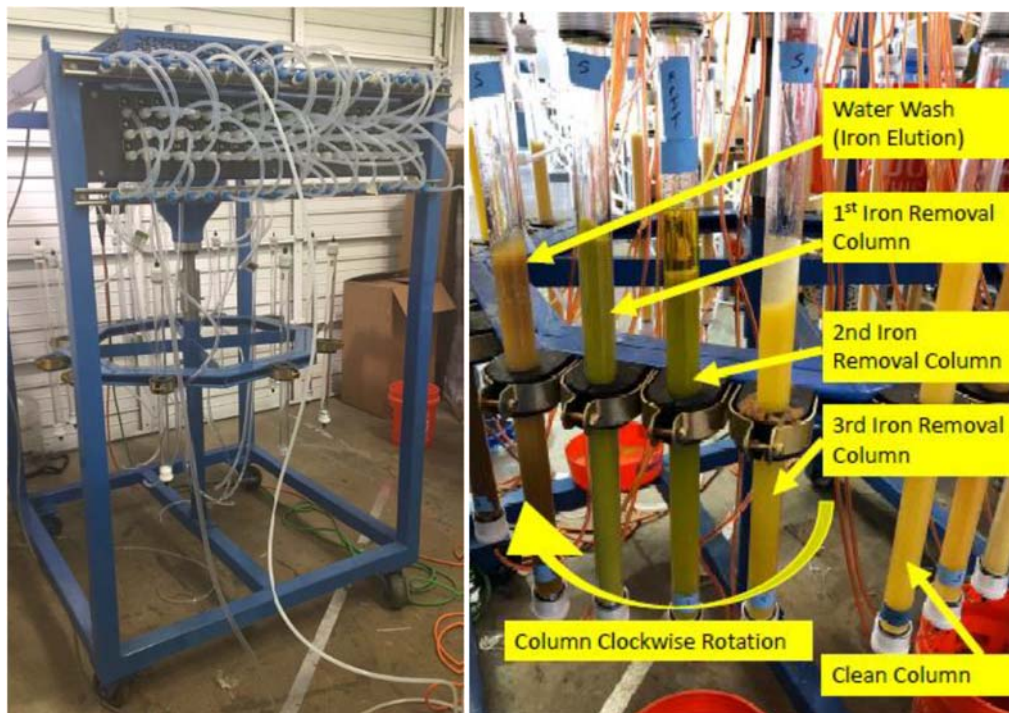 S
S
R C T T
S.
Water Wash
(Iron Elution)
1st Iron Removal
Column
2nd Iron
Removal Column
3rd Iron Removal
Column
Column Clockwise Rotation
Clean Column